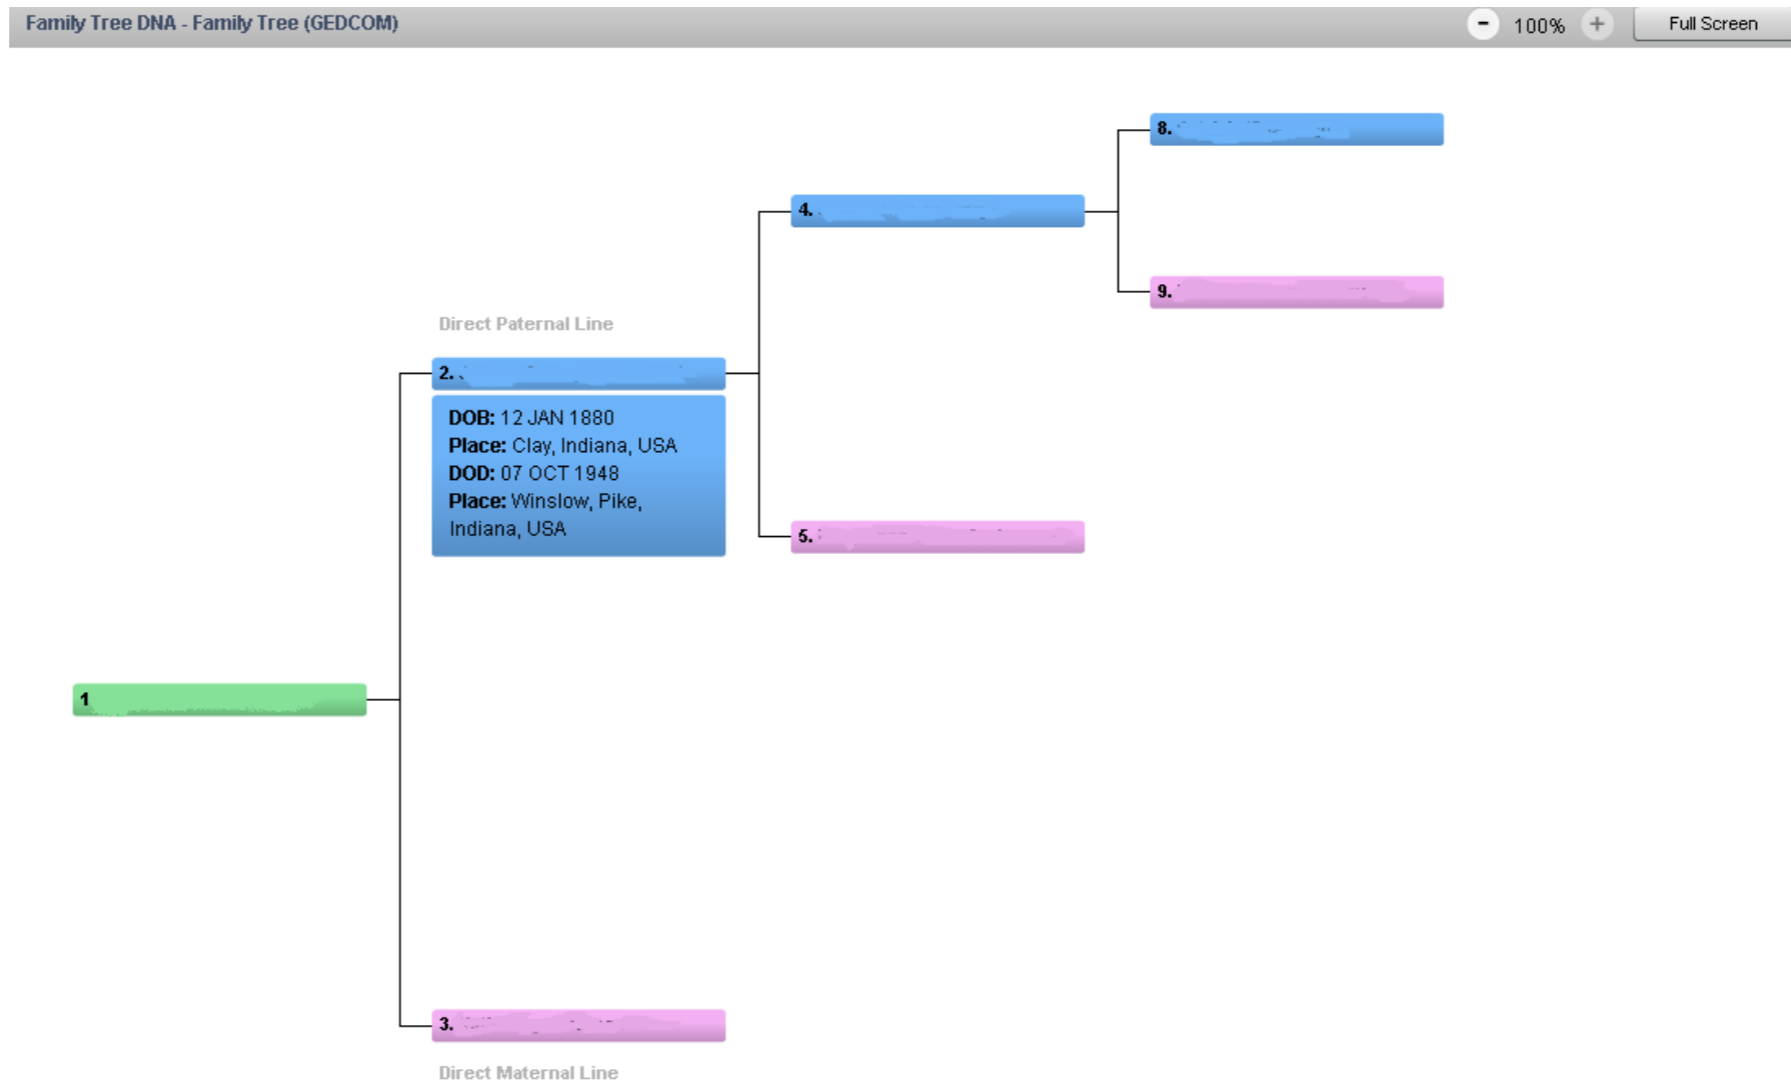 Family Tree DNA - Family Tree (GEDCOM)
- 100% + Full Screen
8.
4.
9.
Direct Paternal Line
2.
DOB: 12 JAN 1880
Place: Clay, Indiana, USA
DOD: 07 OCT 1948
Place: Winslow, Pike,
Indiana, USA
5.
1
3.
Direct Maternal Line